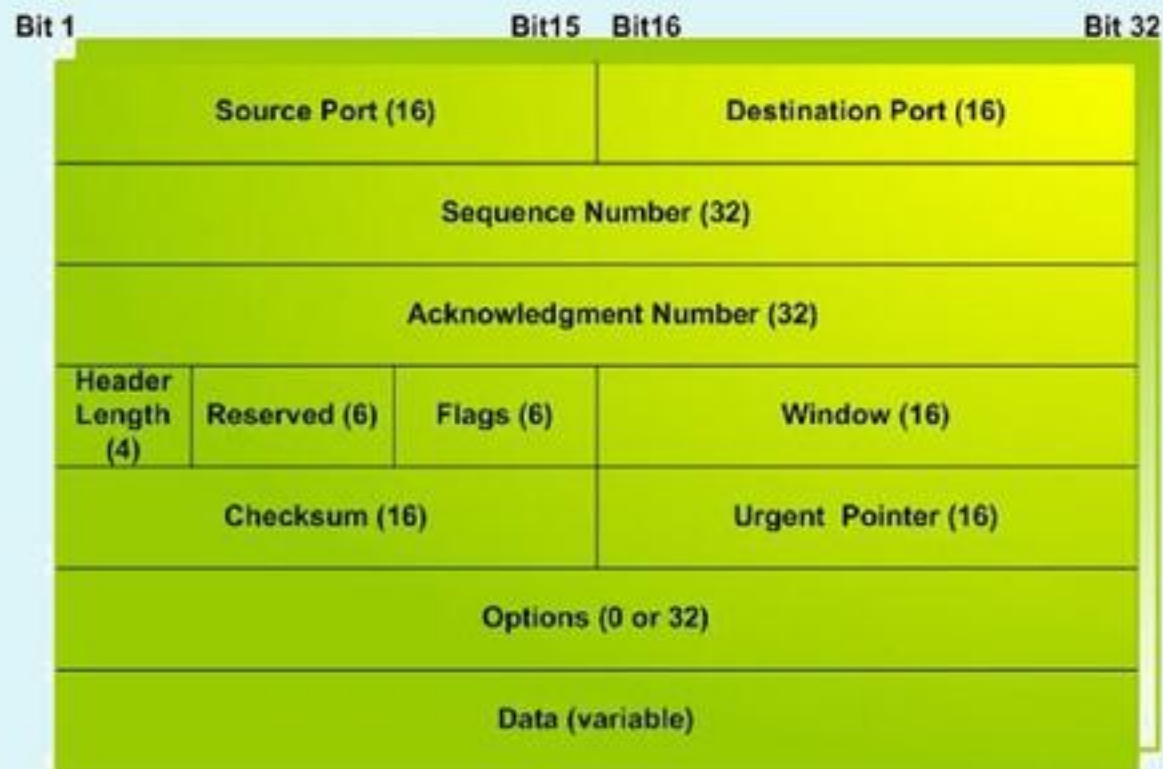 Bit 1 Bit15 Bit16 Bit 32
Source Port (16) Destination Port (16)
Sequence Number (32)
Acknowledgment Number (32)
Header
Length
(4)
Reserved (6) Flags (6) Window (16)
Checksum (16) Urgent Pointer (16)
Options (0 or 32)
Data (variable)